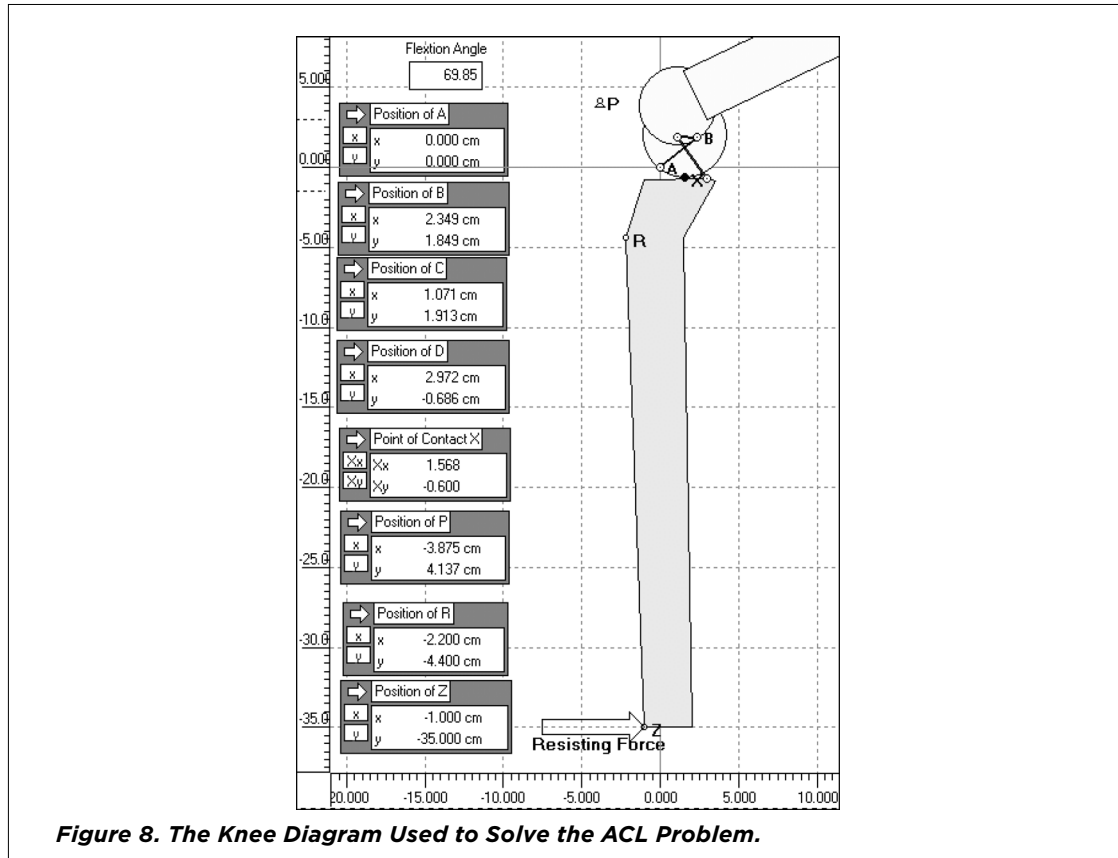 Flextion Angle
69.85
5.000
P
Position of A
x x 0.000 cm
y y 0.000 cm
B
0.000
A
X
Position of B
x x 2.349 cm
y y 1.849 cm
-5.00
R
Position of C
x x 1.071 cm
y y 1.913 cm
-10.0
Position of D
x x 2.972 cm
y y -0.686 cm
-15.0
Point of Contact X
Xx Xx 1.568
Xy Xy -0.600
-20.0
Position of P
x x -3.875 cm
y y 4.137 cm
-25.0
Position of R
x x -2.200 cm
y y -4.400 cm
-30.0
Position of Z
x x -1.000 cm
y y -35.000 cm
-35.0
Z
Resisting Force
20.000 -15.000 -10.000 -5.000 0.000 5.000 10.000
Figure 8. The Knee Diagram Used to Solve the ACL Problem.